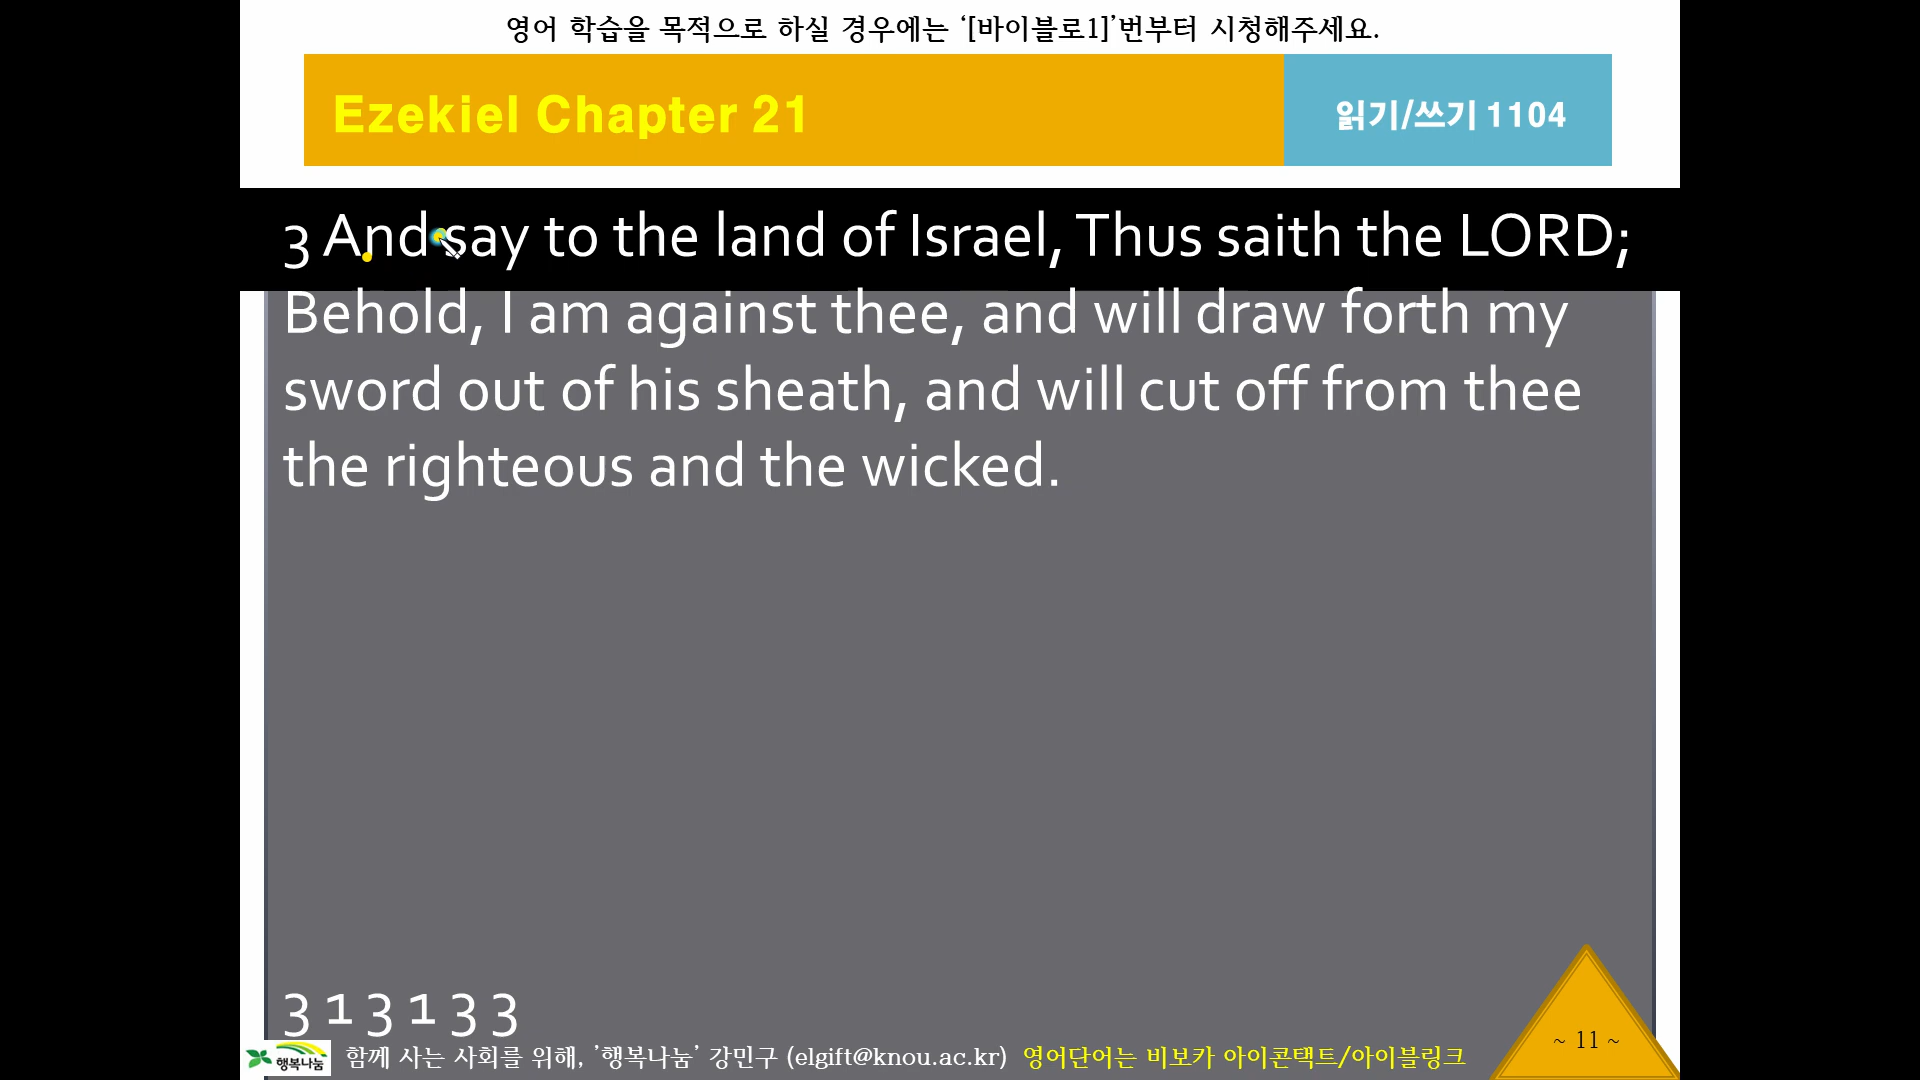 영어 학습을 목적으로 하실 경우에는 ‘[바이블로1]’번부터 시청해주세요.
Ezekiel Chapter 21
읽기/쓰기 1104
3 And say to the land of Israel, Thus saith the LORD;
Behold, I am against thee, and will draw forth my
sword out of his sheath, and will cut off from thee
the righteous and the wicked.
3 1 3 1 3 3
~ 11 ~
행복나눔
함께 사는 사회를 위해, ’행복나눔’ 강민구 (elgift@knou.ac.kr) 영어단어는 비보카 아이콘택트/아이블링크